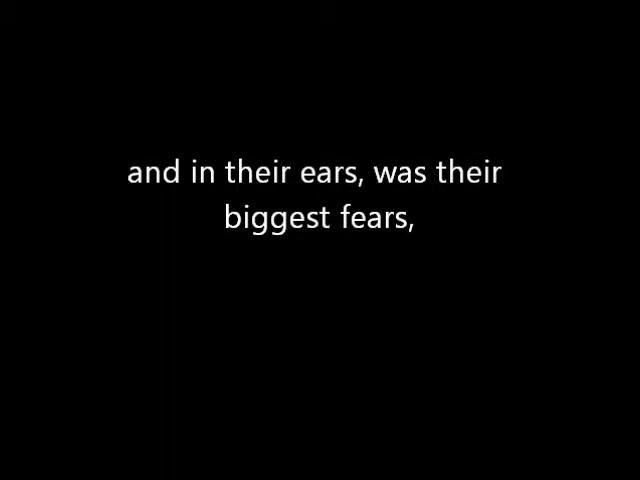 and in their ears, was their
biggest fears,